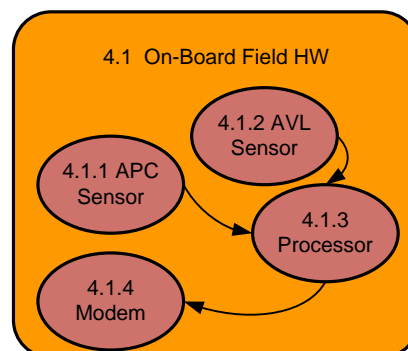 4.1 On-Board Field HW
4.1.2 AVL
Sensor
4.1.1 APC
Sensor
4.1.3
Processor
4.1.4
Modem